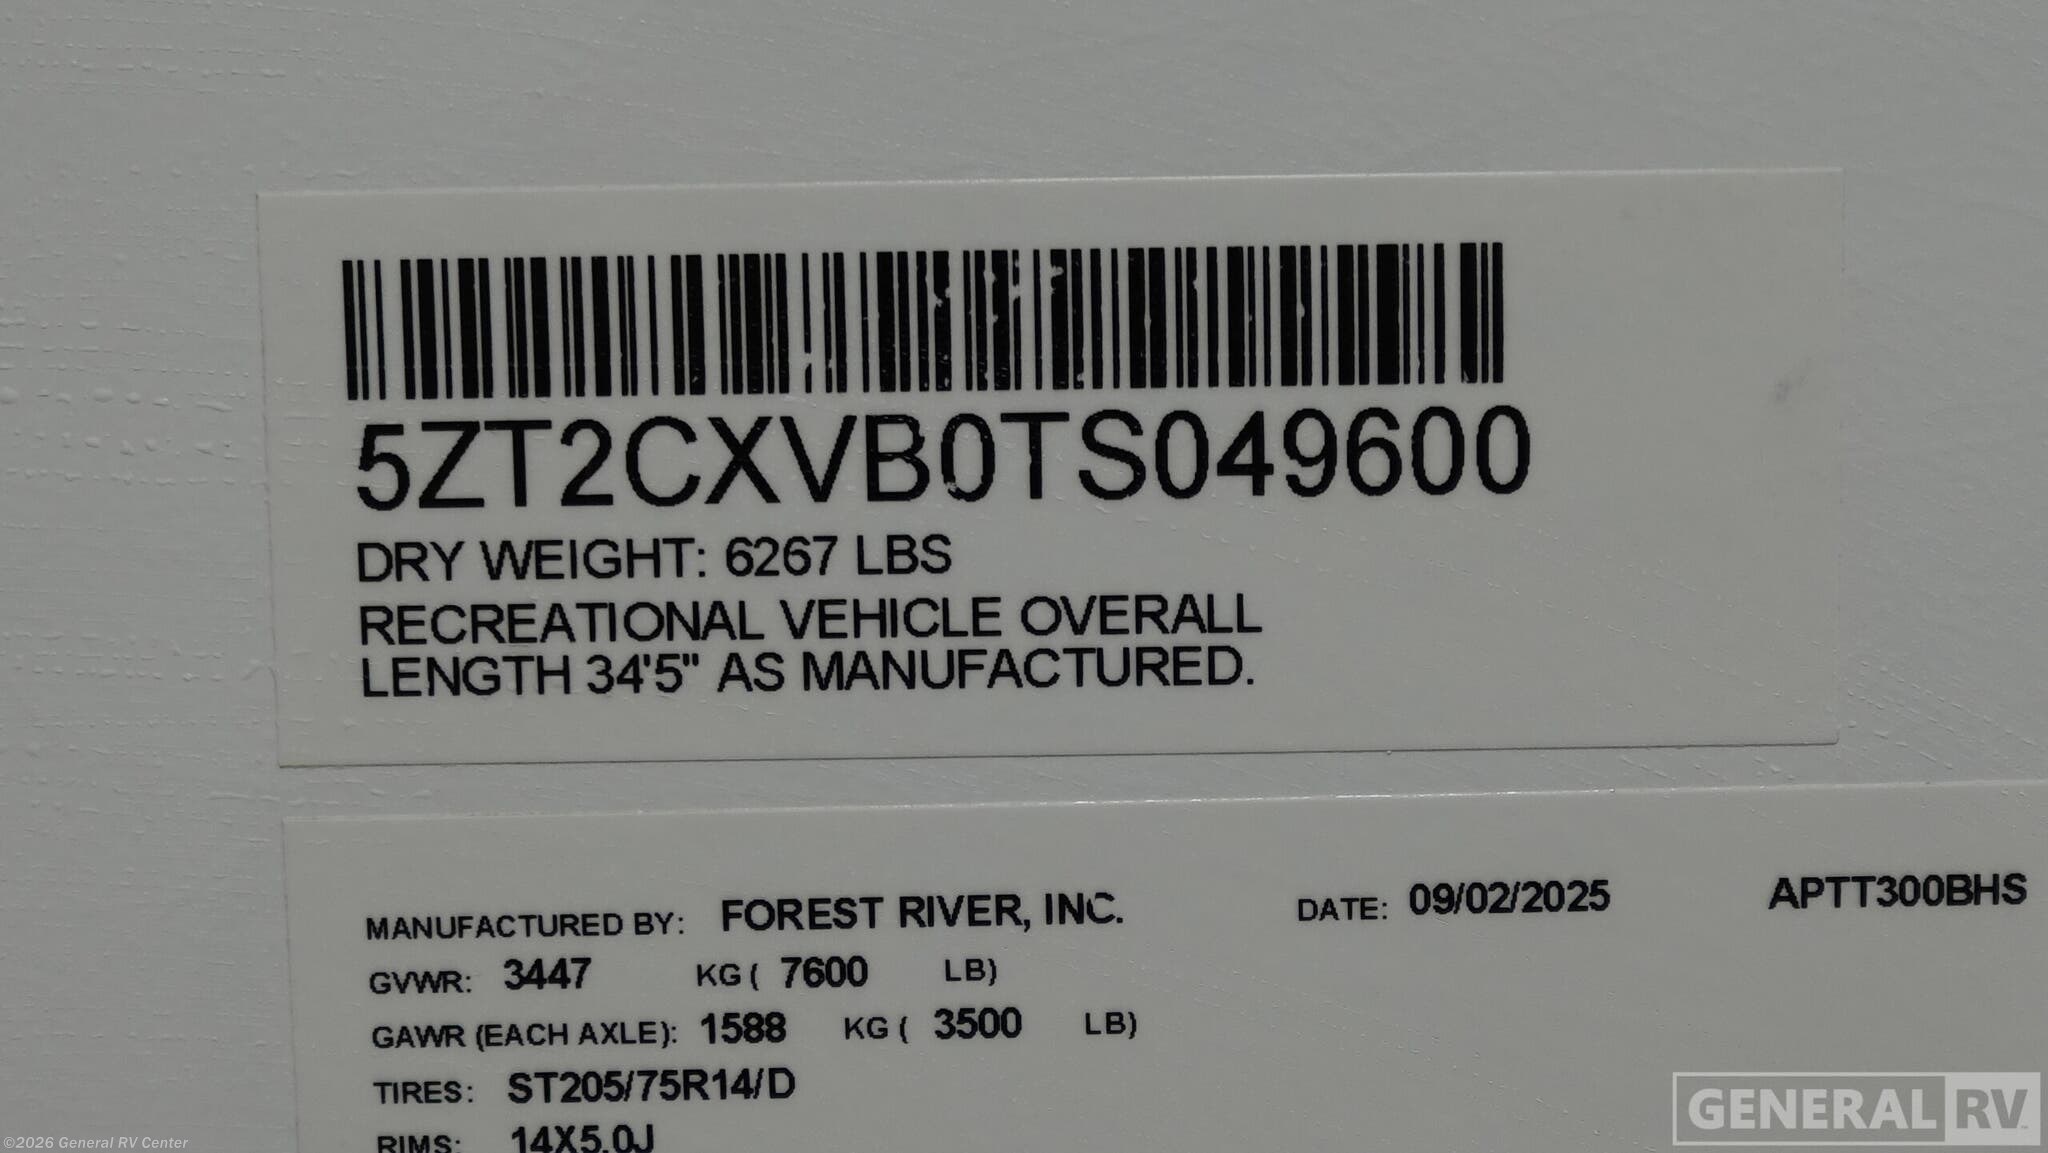 5ZT2CXVB0TS049600
DRY WEIGHT: 6267 LBS
RECREATIONAL VEHICLE OVERALL
LENGTH 34'5" AS MANUFACTURED.
MANUFACTURED BY: FOREST RIVER, INC. DATE: 09/02/2025 APTT300BHS
GVWR: 3447 KG ( 7600 LB)
GAWR (EACH AXLE): 1588 KG ( 3500 LB)
TIRES: ST205/75R14/D
RIMS: 14X5.0J
GENERAL RV
©2026 General RV Center